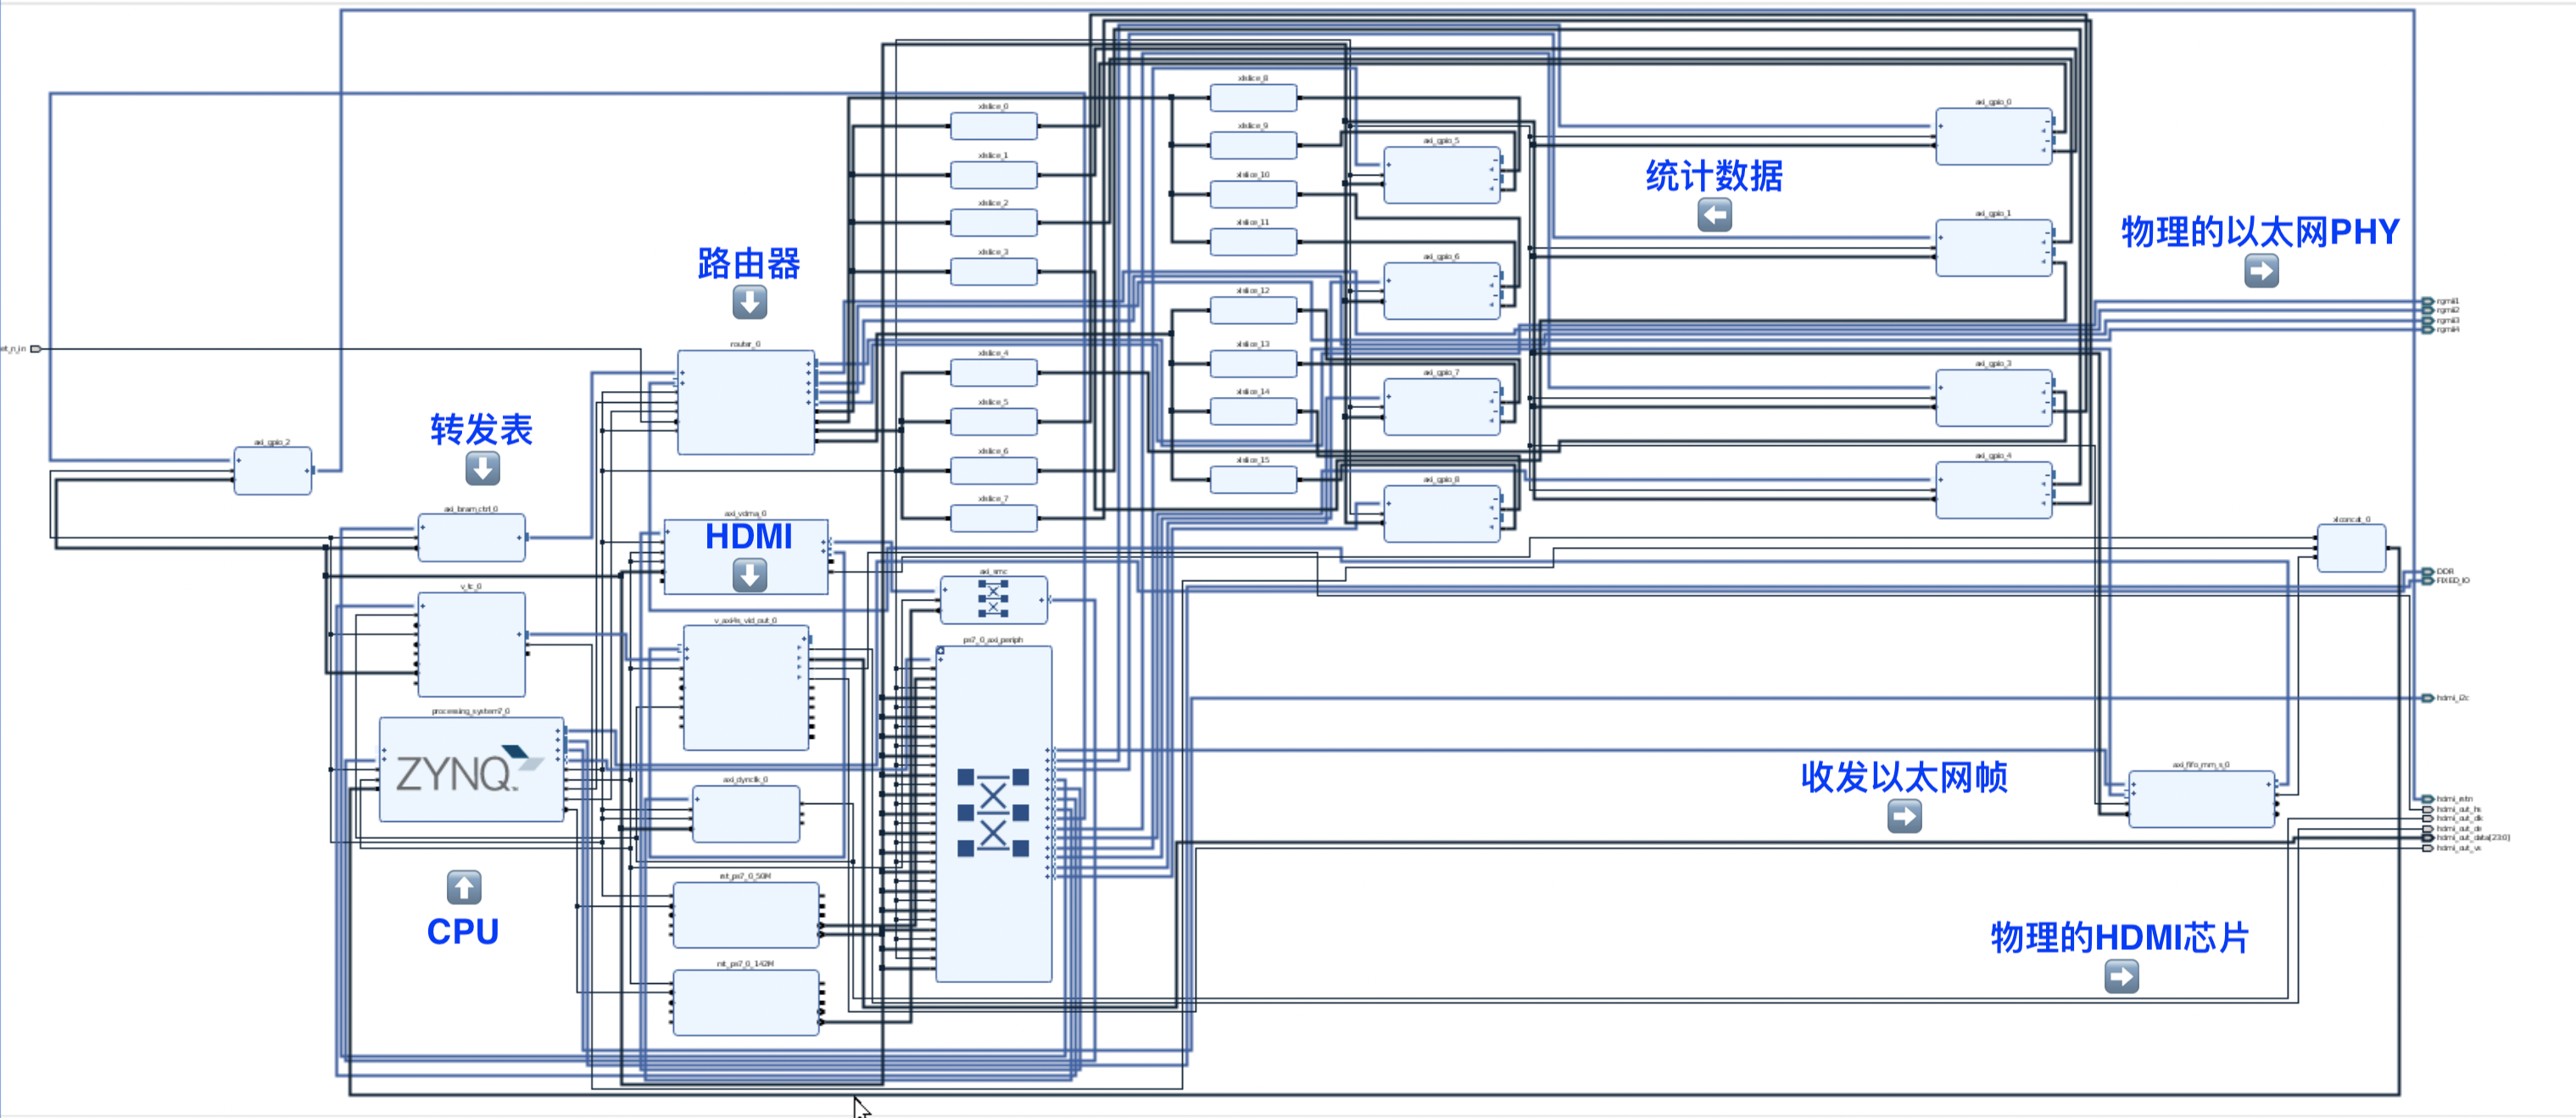 xlslice_8
axi_gpio_0
xlslice_0
xlslice_9
axi_gpio_5
xlslice_1
统计数据
xlslice_10
xlslice_2
axi_gpio_1
xlslice_11
物理的以太网PHY
路由器
xlslice_3
axi_gpio_6
xlslice_12
rgmii1
rgmii2
rgmii3
rgmii4
router_0
xlslice_13
xlslice_4
axi_gpio_3
axi_gpio_7
xlslice_14
xlslice_5
转发表
axi_gpio_2
xlslice_6
xlslice_15
axi_gpio_4
axi_gpio_8
xlslice_7
axi_bram_ctrl_0
axi_vdma_0
HDMI
xlconcat_0
axi_smc
DDR
FIXED_IO
v_tc_0
v_axi4s_vid_out_0
ps7_0_axi_periph
hdmi_i2c
processing_system7_0
ZYNQ
axi_dynclk_0
收发以太网帧
axi_fifo_mm_s_0
hdmi_rstn
hdmi_out_hs
hdmi_out_clk
hdmi_out_de
hdmi_out_data[23:0]
hdmi_out_vs
rst_ps7_0_50M
CPU
物理的HDMI芯片
rst_ps7_0_142M